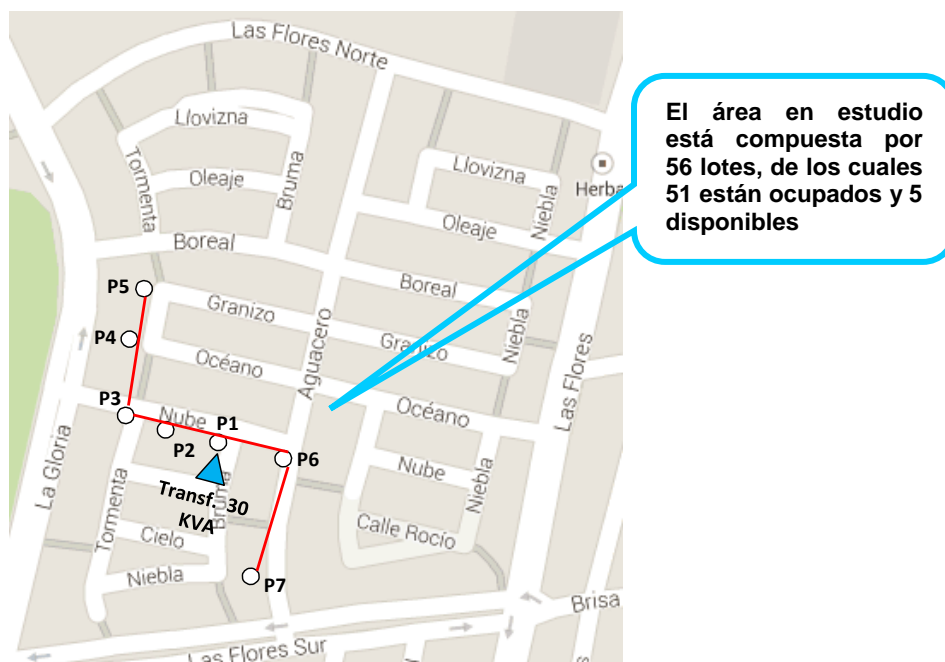 Las Flores Norte
Llovizna
Tormenta
Oleaje
Bruma
Llovizna
Niebla
Herba
Oleaje
Boreal
Boreal
Niebla
P5
Granizo
Granizo
P4
Océano
Aguacero
Niebla
Las Flores
P3
Nube
P1
Océano
P2
P6
Nube
Niebla
La Gloria
Transf. 30
KVA
Bruma
Tormenta
Cielo
Calle Rocío
Niebla
P7
Brisa
Las Flores Sur
El área en estudio
está compuesta por
56 lotes, de los cuales
51 están ocupados y 5
disponibles